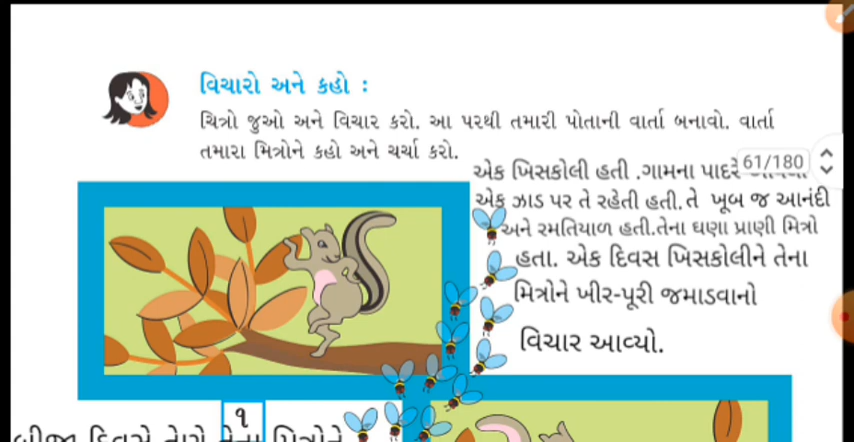 વિચારો અને કહો :
ચિત્રો જુઓ અને વિચાર કરો. આ પરથી તમારી પોતાની વાર્તા બનાવો. વાર્તા
તમારા મિત્રોને કહો અને ચર્ચા કરો.
61/180
એક ખિસકોલી હતી .ગામના પાદરે
એક ઝાડ પર તે રહેતી હતી. તે ખૂબ જ આનંદી
અને રમતિયાળ હતી.તેના ઘણા પ્રાણી મિત્રો
હતા. એક દિવસ ખિસકોલીને તેના
મિત્રોને ખીર-પૂરી જમાડવાનો
વિચાર આવ્યો.
૧
બીજા દિવસે તેણે તેના મિત્રોને